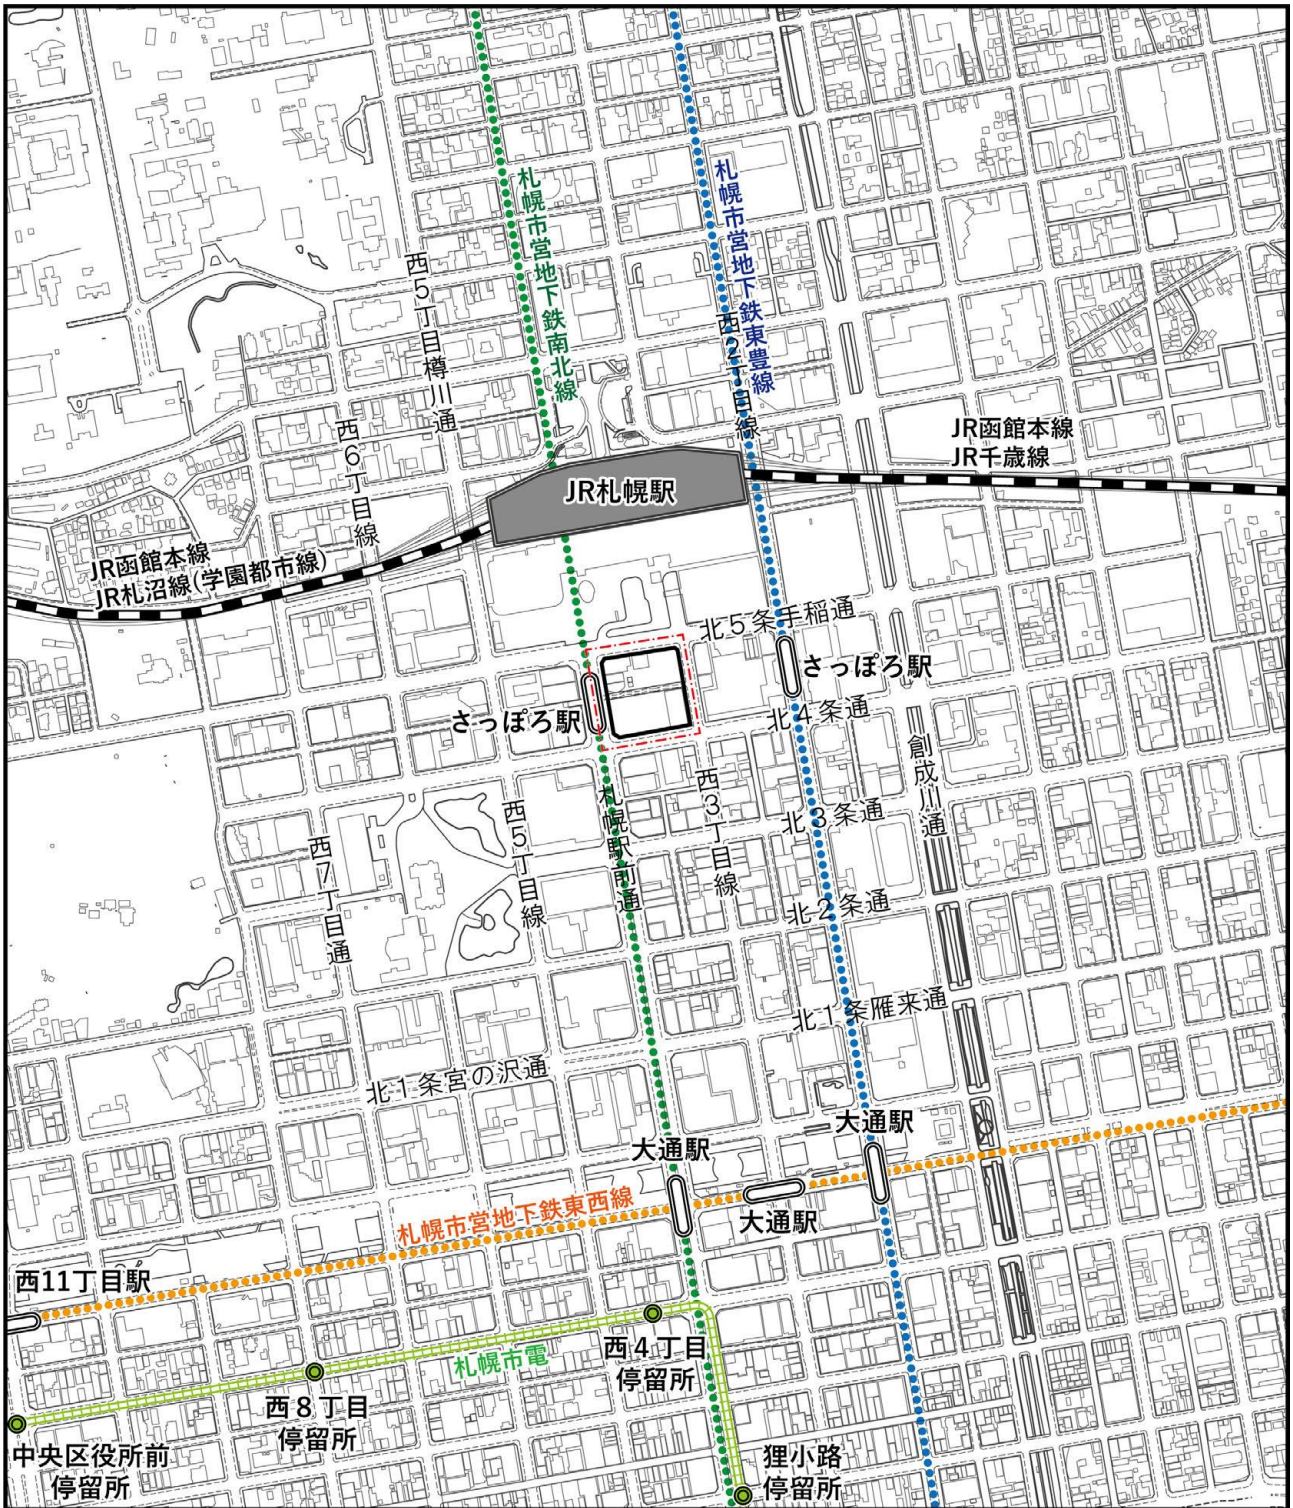 札幌市営地下鉄南北線
札幌市営地下鉄東豊線
西5丁目樽川通
西2丁目線
西6丁目線
JR函館本線
JR千歳線
JR札幌駅
JR函館本線
JR札沼線(学園都市線)
北5条手稲通
さっぽろ駅
さっぽろ駅
北4条通
創成川通
西3丁目線
札幌駅前通
西5丁目線
西7丁目通
北3条通
北2条通
北1条雁来通
北1条宮の沢通
大通駅
大通駅
大通駅
札幌市営地下鉄東西線
西11丁目駅
西4丁目
停留所
札幌市電
西8丁目
停留所
中央区役所前
停留所
狸小路
停留所